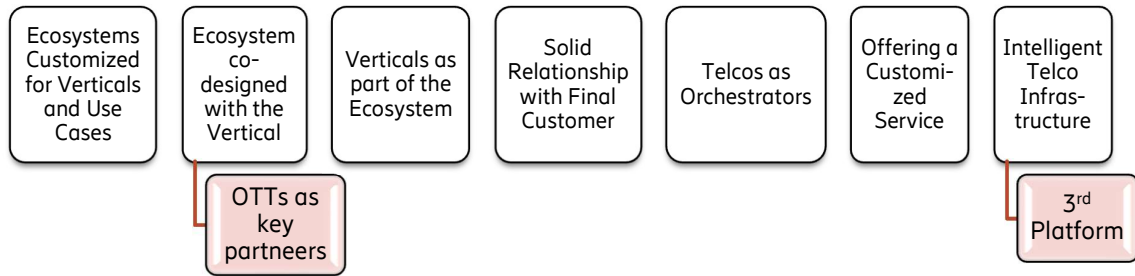 Ecosystems
Customized
for Verticals
and Use
Cases
Ecosystem
co-
designed
with the
Vertical
Verticals as
part of the
Ecosystem
Solid
Relationship
with Final
Customer
Telcos as
Orchestrators
Offering a
Customi-
zed
Service
Intelligent
Telco
Infras-
tructure
OTTs as
key
partneers
3rd
Platform